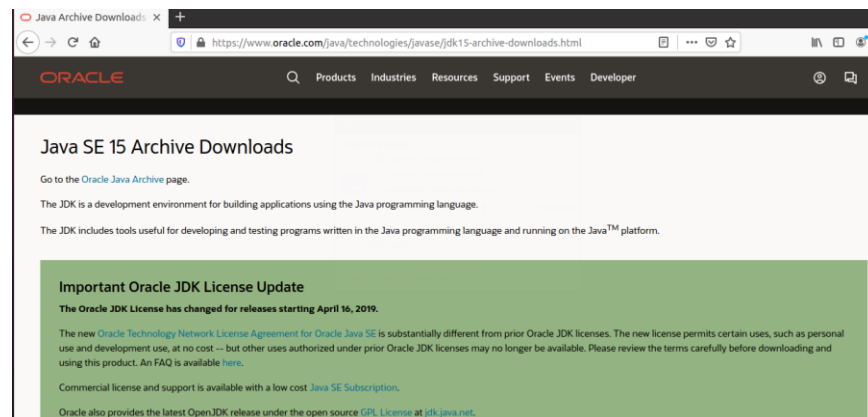 Java Archive Downloads
https://www.oracle.com/java/technologies/javase/jdk15-archive-downloads.html
ORACLE
Products Industries Resources Support Events Developer
Java SE 15 Archive Downloads
Go to the Oracle Java Archive page.
The JDK is a development environment for building applications using the Java programming language.
The JDK includes tools useful for developing and testing programs written in the Java programming language and running on the Java™ platform.
Important Oracle JDK License Update
The Oracle JDK License has changed for releases starting April 16, 2019.
The new Oracle Technology Network License Agreement for Oracle Java SE is substantially different from prior Oracle JDK licenses. The new license permits certain uses, such as personal
use and development use, at no cost -- but other uses authorized under prior Oracle JDK licenses may no longer be available. Please review the terms carefully before downloading and
using this product. An FAQ is available here.
Commercial license and support is available with a low cost Java SE Subscription.
Oracle also provides the latest OpenJDK release under the open source GPL License at jdk.java.net.